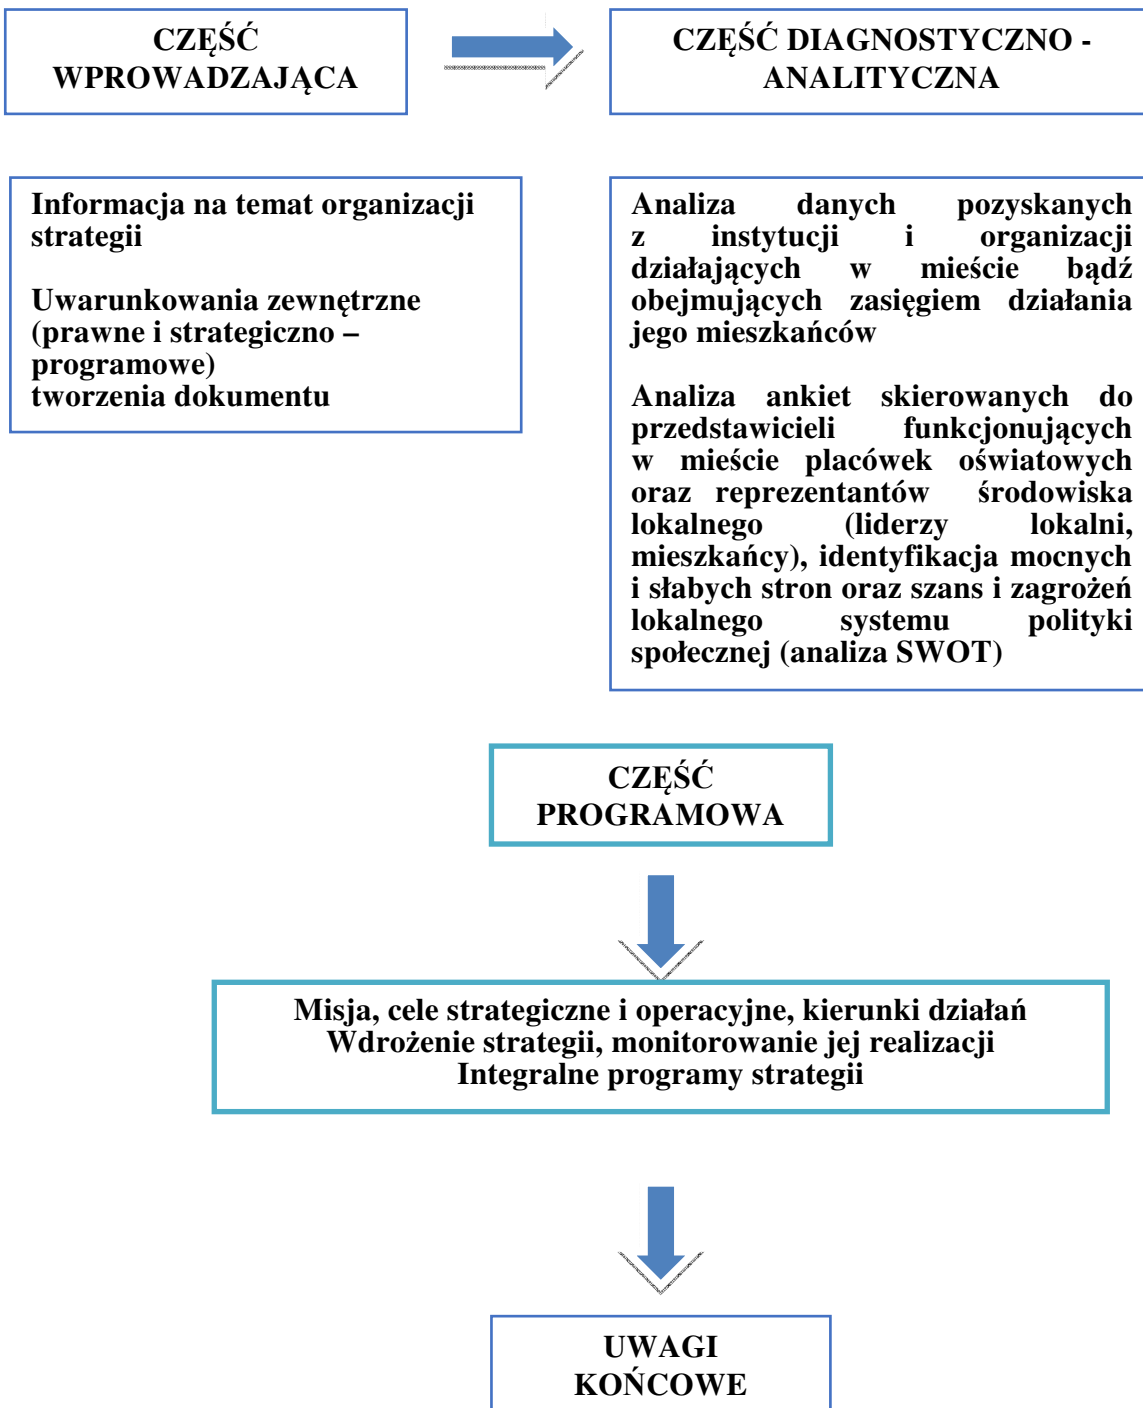 CZĘŚĆ
WPROWADZAJĄCA
CZĘŚĆ DIAGNOSTYCZNO -
ANALITYCZNA
Informacja na temat organizacji
strategii
Uwarunkowania zewnętrzne
(prawne i strategiczno –
programowe)
tworzenia dokumentu
Analiza danych pozyskanych
z instytucji i organizacji
działających w mieście bądź
obejmujących zasięgiem działania
jego mieszkańców
Analiza ankiet skierowanych do
przedstawicieli funkcjonujących
w mieście placówek oświatowych
oraz reprezentantów środowiska
lokalnego (liderzy lokalni,
mieszkańcy), identyfikacja mocnych
i słabych stron oraz szans i zagrożeń
lokalnego systemu polityki
społecznej (analiza SWOT)
CZĘŚĆ
PROGRAMOWA
Misja, cele strategiczne i operacyjne, kierunki działań
Wdrożenie strategii, monitorowanie jej realizacji
Integralne programy strategii
UWAGI
KOŃCOWE